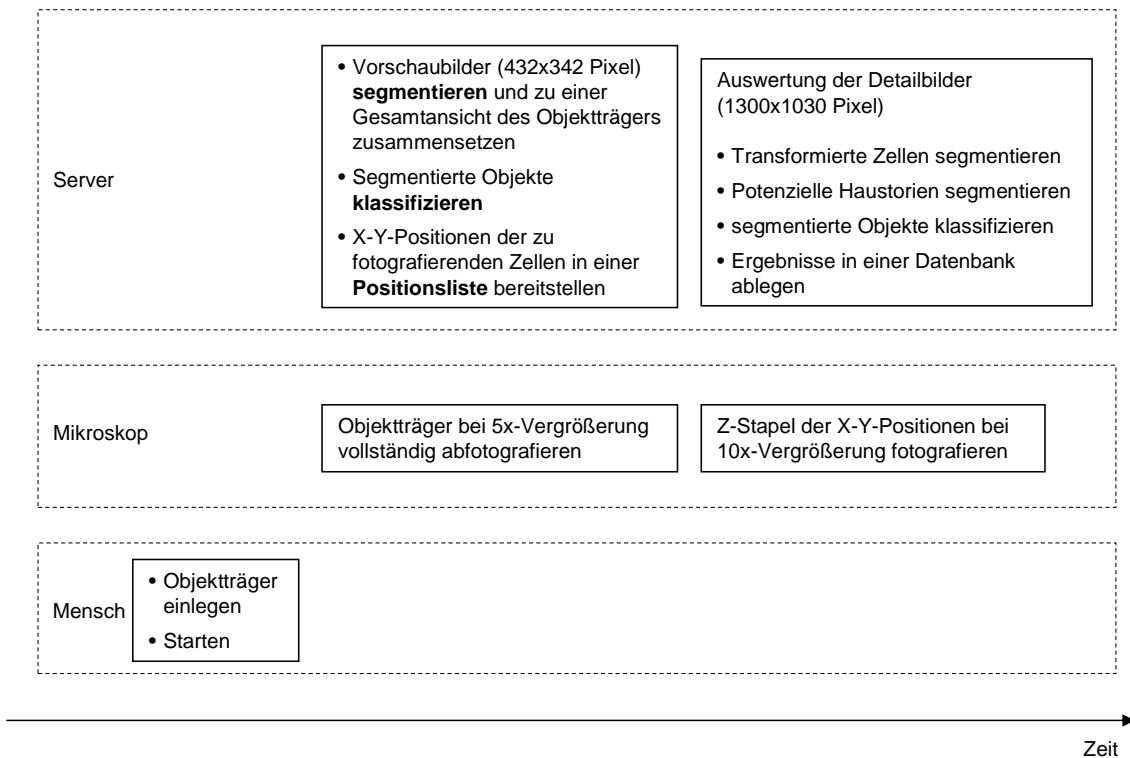 Server
• Vorschaubilder (432x342 Pixel)
segmentieren und zu einer
Gesamtansicht des Objektträgers
zusammensetzen
• Segmentierte Objekte
klassifizieren
• X-Y-Positionen der zu
fotografierenden Zellen in einer
Positionsliste bereitstellen
Auswertung der Detailbilder
(1300x1030 Pixel)
• Transformierte Zellen segmentieren
• Potenzielle Haustorien segmentieren
• segmentierte Objekte klassifizieren
• Ergebnisse in einer Datenbank
ablegen
Mikroskop
Objektträger bei 5x-Vergrößerung
vollständig abfotografieren
Z-Stapel der X-Y-Positionen bei
10x-Vergrößerung fotografieren
Mensch
• Objektträger
einlegen
• Starten
Zeit